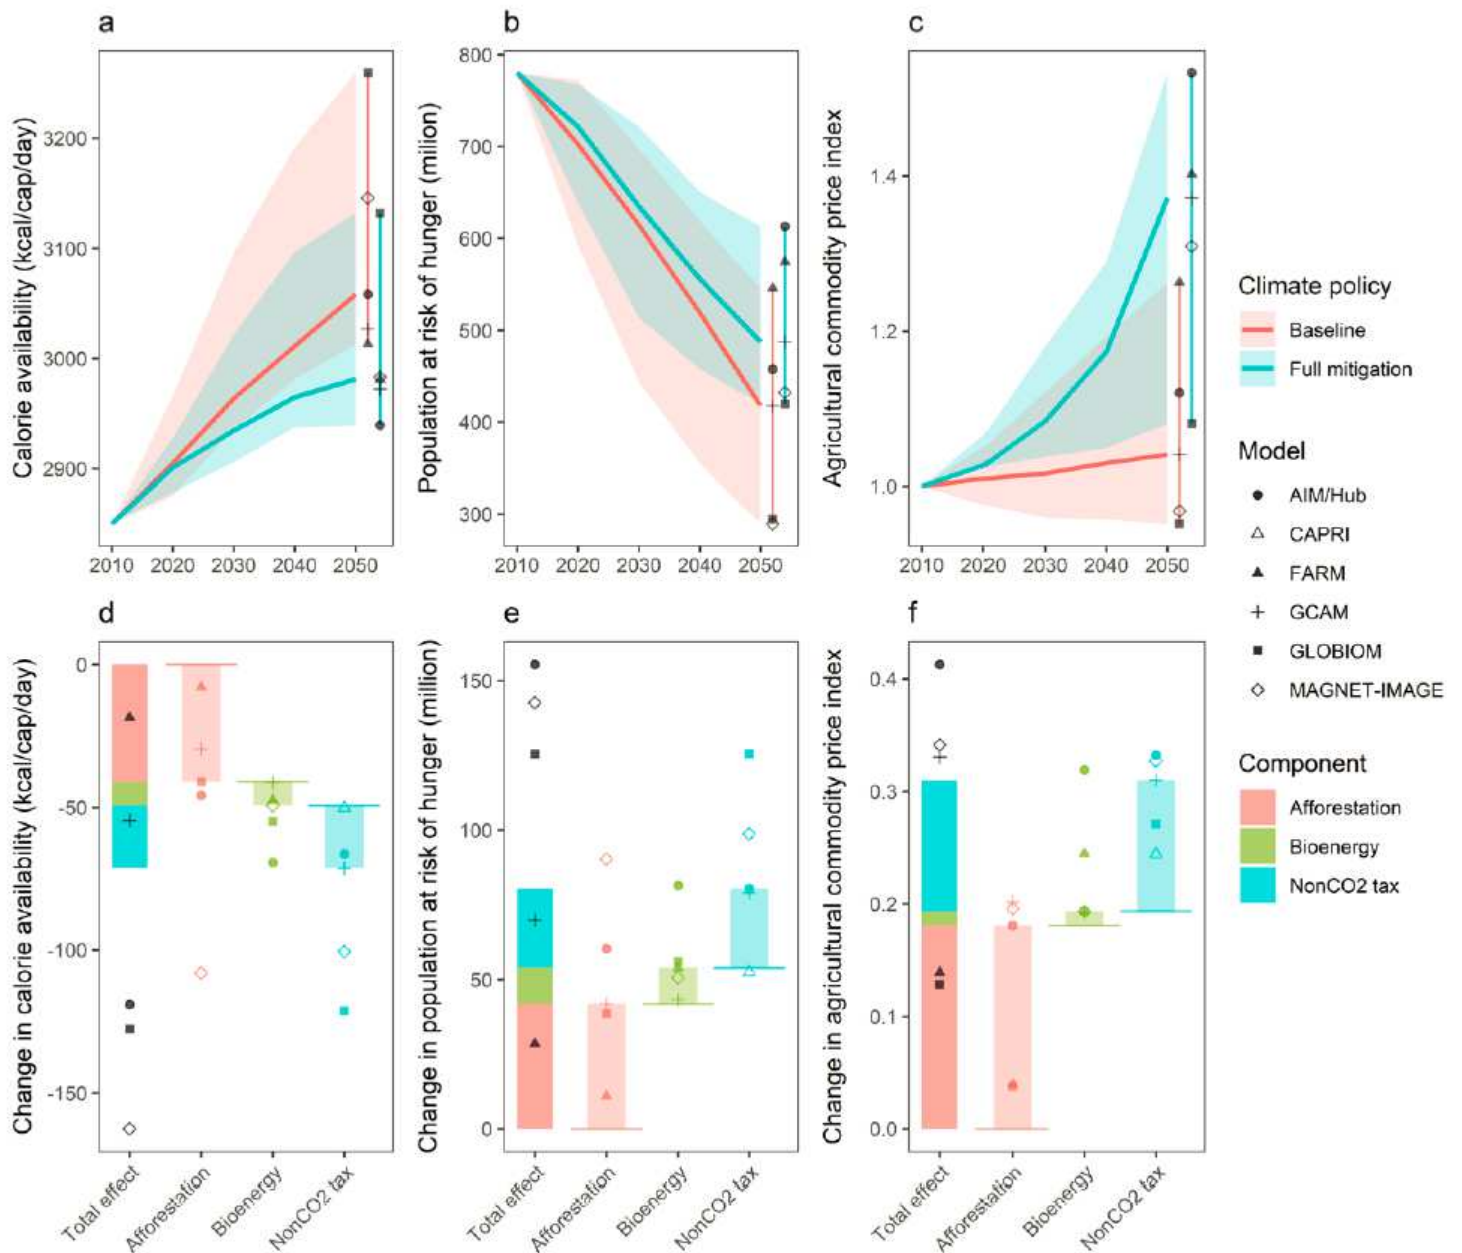 a
b
c
Calorie availability (kcal/cap/day)
3200
3100
3000
2900
2010 2020 2030 2040 2050
Population at risk of hunger (milion)
800
700
600
500
400
300
2010 2020 2030 2040 2050
Agricultural commodity price index
1.4
1.2
1.0
2010 2020 2030 2040 2050
Climate policy
Baseline
Full mitigation
Model
AIM/Hub
CAPRI
FARM
GCAM
GLOBIOM
MAGNET-IMAGE
Component
Afforestation
Bioenergy
NonCO2 tax
d
e
f
Change in calorie availability (kcal/cap/day)
0
-50
-100
-150
Total effect
Afforestation
Bioenergy
NonCO2 tax
Change in population at risk of hunger (million)
150
100
50
0
Total effect
Afforestation
Bioenergy
NonCO2 tax
Change in agricultural commodity price index
0.4
0.3
0.2
0.1
0.0
Total effect
Afforestation
Bioenergy
NonCO2 tax